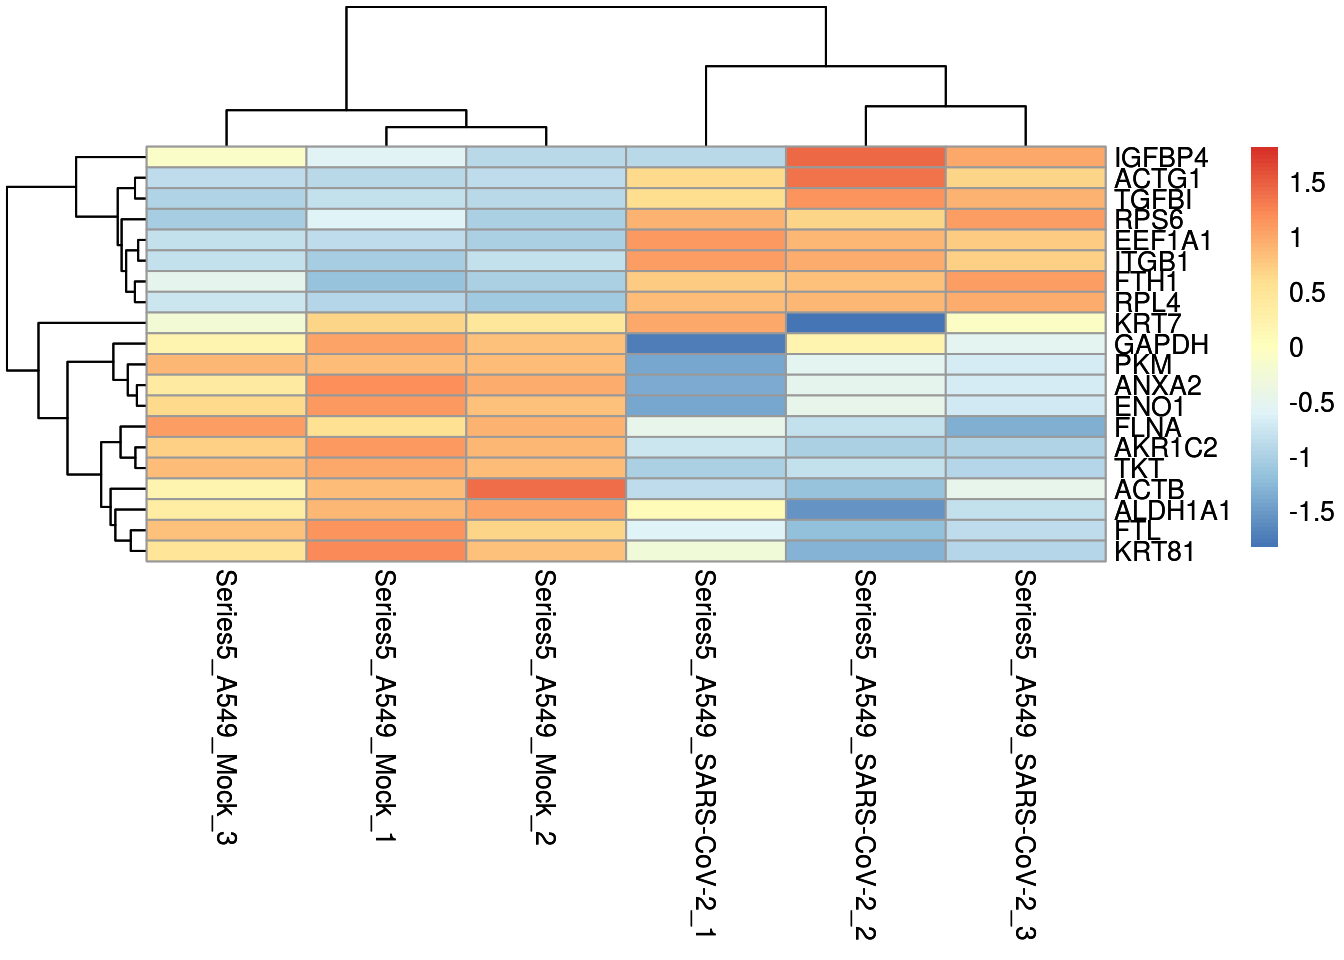 IGFBP4
ACTG1
TGFBI
RPS6
EEF1A1
ITGB1
FTH1
RPL4
KRT7
GAPDH
PKM
ANXA2
ENO1
FLNA
AKR1C2
TKT
ACTB
ALDH1A1
FTL
KRT81
1.5
1
0.5
0
-0.5
-1
-1.5
Series5_A549_Mock_3
Series5_A549_Mock_1
Series5_A549_Mock_2
Series5_A549_SARS-CoV-2_1
Series5_A549_SARS-CoV-2_2
Series5_A549_SARS-CoV-2_3